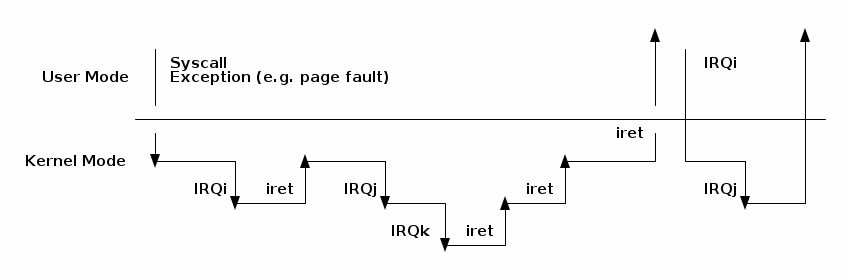 Syscall
User Mode
Exception (e.g. page fault)
IRQi
iret
Kernel Mode
IRQi
iret
IRQj
iret
IRQj
IRQk
iret